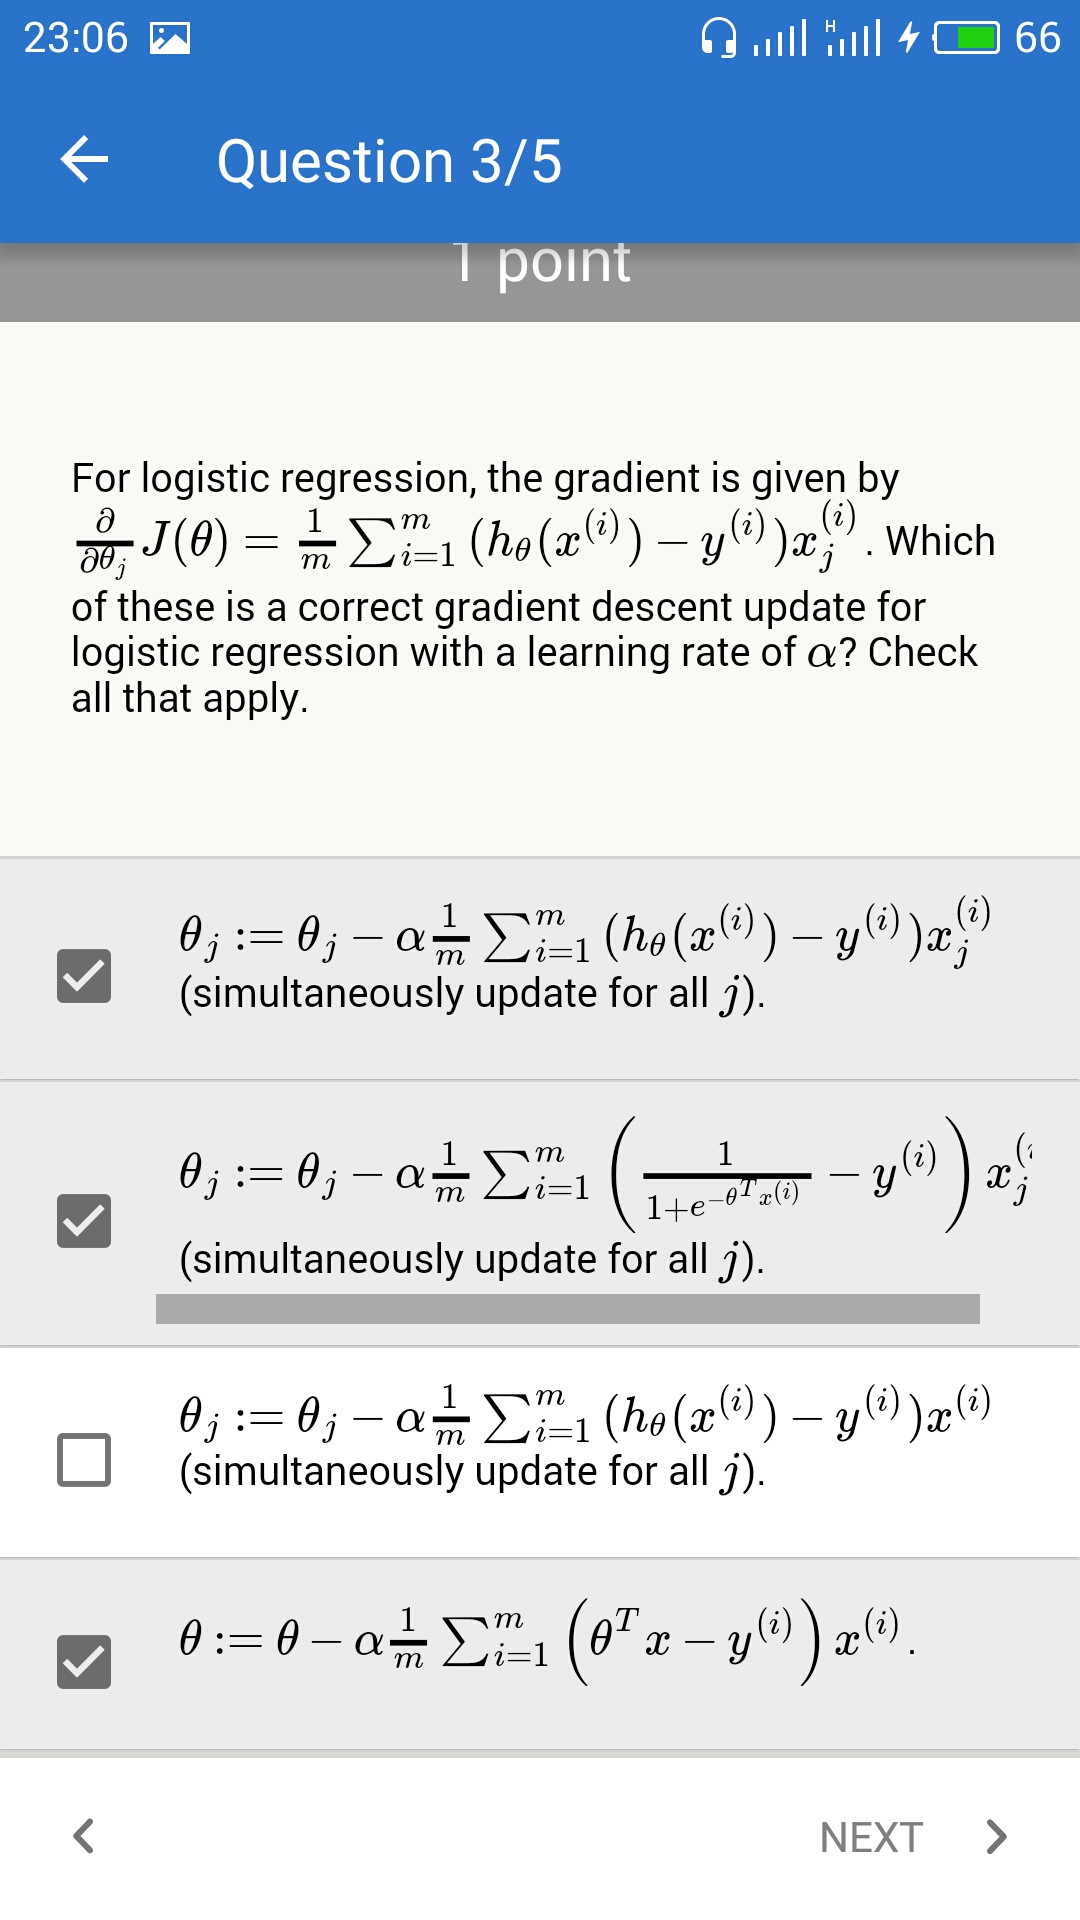 23:06 H 66
Question 3/5
1 point
For logistic regression, the gradient is given by
$\frac{\partial}{\partial\theta_j} J(\theta) = \frac{1}{m} \sum_{i=1}^{m} (h_\theta(x^{(i)}) - y^{(i)}) x_j^{(i)}$. Which
of these is a correct gradient descent update for
logistic regression with a learning rate of $\alpha$? Check
all that apply.
$\theta_j := \theta_j - \alpha \frac{1}{m} \sum_{i=1}^{m} (h_\theta(x^{(i)}) - y^{(i)}) x_j^{(i)}$
(simultaneously update for all $j$).
$\theta_j := \theta_j - \alpha \frac{1}{m} \sum_{i=1}^{m} \left( \frac{1}{1+e^{-\theta^T x^{(i)}}} - y^{(i)} \right) x_j^{(i}$
(simultaneously update for all $j$).
$\theta_j := \theta_j - \alpha \frac{1}{m} \sum_{i=1}^{m} (h_\theta(x^{(i)}) - y^{(i)}) x^{(i)}$
(simultaneously update for all $j$).
$\theta := \theta - \alpha \frac{1}{m} \sum_{i=1}^{m} \left( \theta^T x - y^{(i)} \right) x^{(i)}$.
NEXT